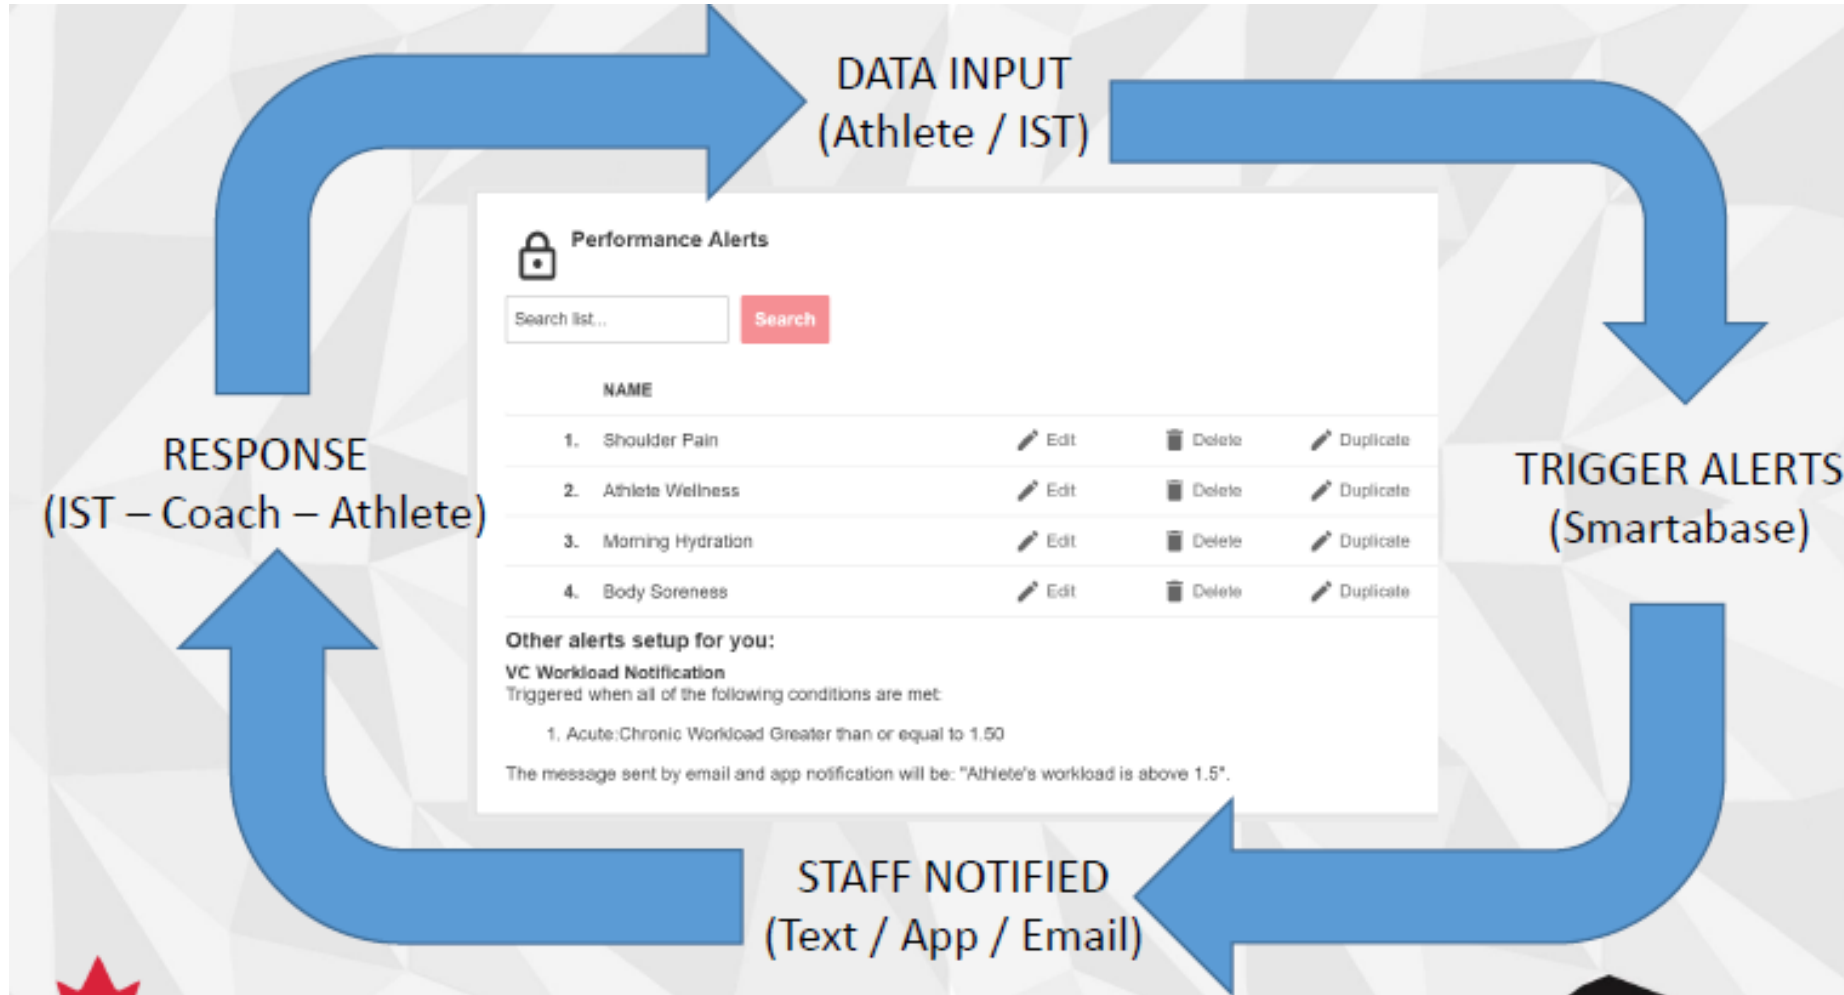 DATA INPUT
(Athlete / IST)
Performance Alerts
Search list...
Search
NAME
1. Shoulder Pain Edit Delete Duplicate
2. Athlete Wellness Edit Delete Duplicate
3. Morning Hydration Edit Delete Duplicate
4. Body Soreness Edit Delete Duplicate
Other alerts setup for you:
VC Workload Notification
Triggered when all of the following conditions are met:
1. Acute:Chronic Workload Greater than or equal to 1.50
The message sent by email and app notification will be: "Athlete's workload is above 1.5".
TRIGGER ALERTS
(Smartabase)
STAFF NOTIFIED
(Text / App / Email)
RESPONSE
(IST – Coach – Athlete)